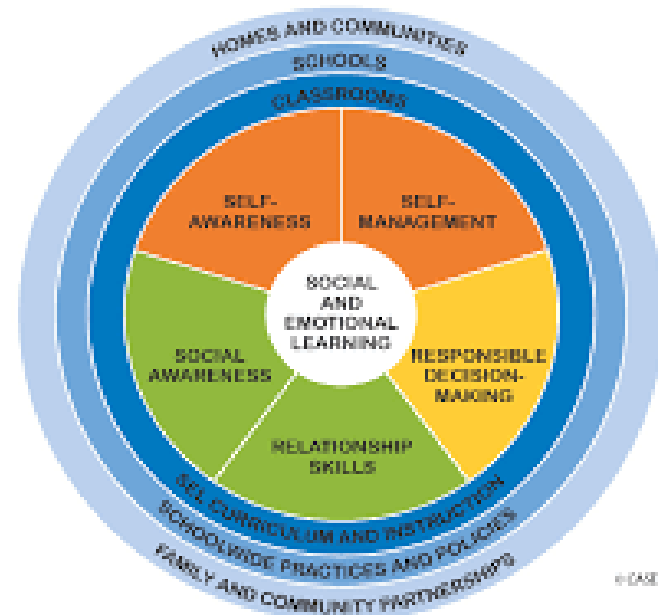 HOMES AND COMMUNITIES
SCHOOLS
CLASSROOMS
SELF-
AWARENESS
SELF-
MANAGEMENT
SOCIAL
AND
EMOTIONAL
LEARNING
SOCIAL
AWARENESS
RESPONSIBLE
DECISION-
MAKING
RELATIONSHIP
SKILLS
SEL CURRICULUM AND INSTRUCTION
SCHOOLWIDE PRACTICES AND POLICIES
FAMILY AND COMMUNITY PARTNERSHIPS